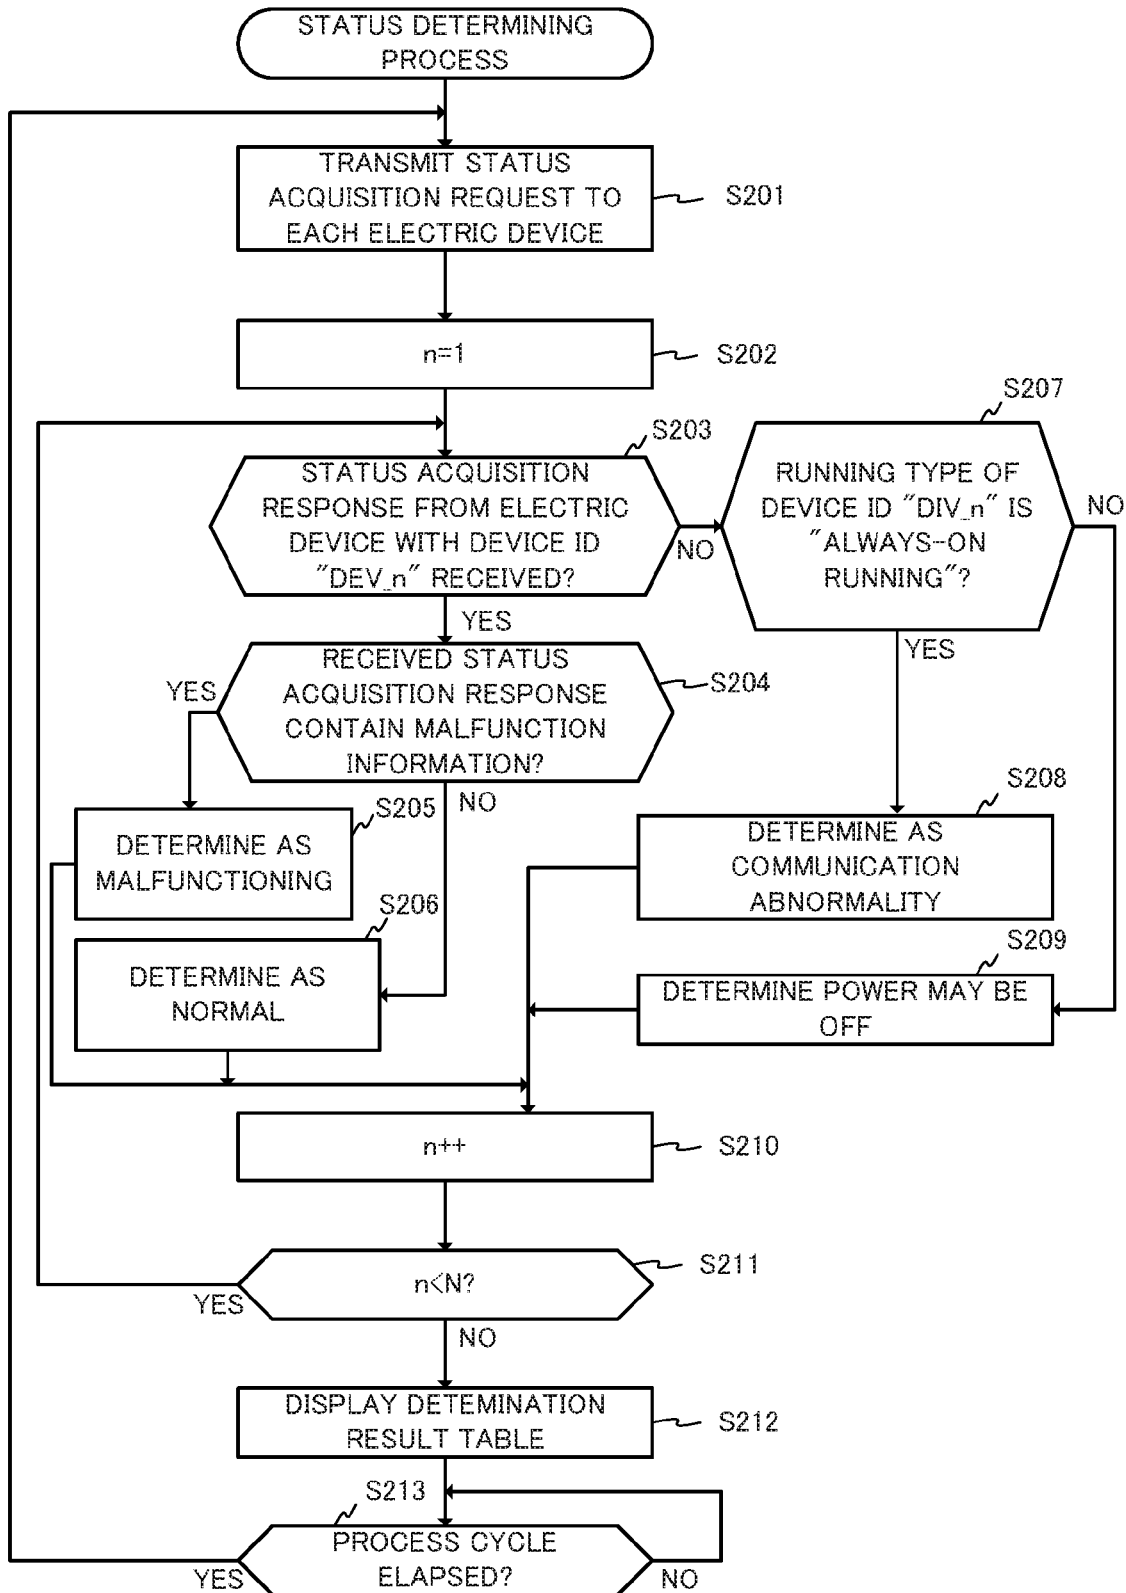 STATUS DETERMINING
PROCESS
TRANSMIT STATUS
ACQUISITION REQUEST TO
EACH ELECTRIC DEVICE
S201
n=1
S202
S203
STATUS ACQUISITION
RESPONSE FROM ELECTRIC
DEVICE WITH DEVICE ID
"DEV_n" RECEIVED?
NO
YES
S207
RUNNING TYPE OF
DEVICE ID "DIV_n" IS
"ALWAYS-ON
RUNNING"?
NO
YES
RECEIVED STATUS
ACQUISITION RESPONSE
CONTAIN MALFUNCTION
INFORMATION?
S204
YES
NO
S205
DETERMINE AS
MALFUNCTIONING
S206
DETERMINE AS
NORMAL
S208
DETERMINE AS
COMMUNICATION
ABNORMALITY
S209
DETERMINE POWER MAY BE
OFF
n++
S210
n<N?
S211
YES
NO
DISPLAY DETEMINATION
RESULT TABLE
S212
S213
PROCESS CYCLE
ELAPSED?
YES
NO